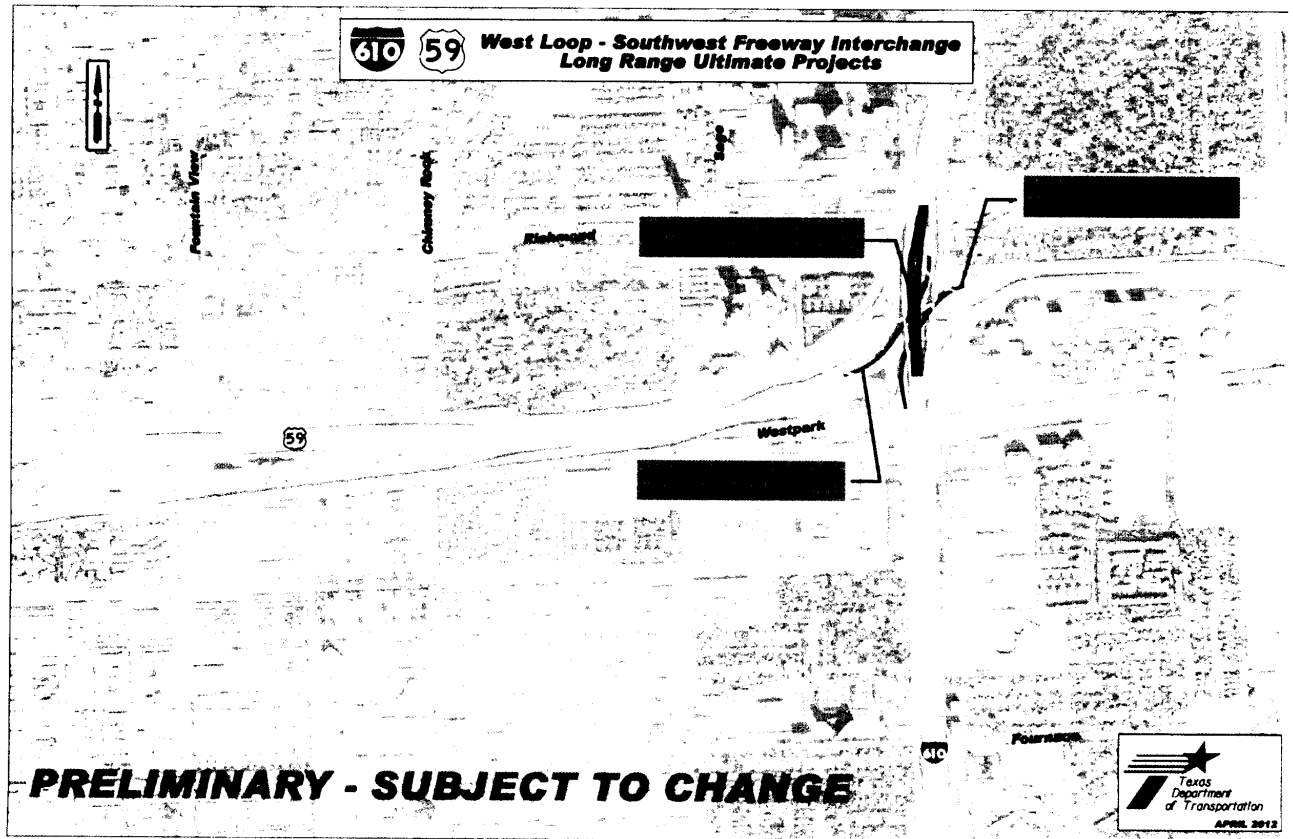 610 59 West Loop - Southwest Freeway Interchange
Long Range Ultimate Projects
Fountain View
Chimney Rock
Sage
Richmond
59
Westpark
610
Fournace
PRELIMINARY - SUBJECT TO CHANGE
Texas
Department
of Transportation
APRIL 2012